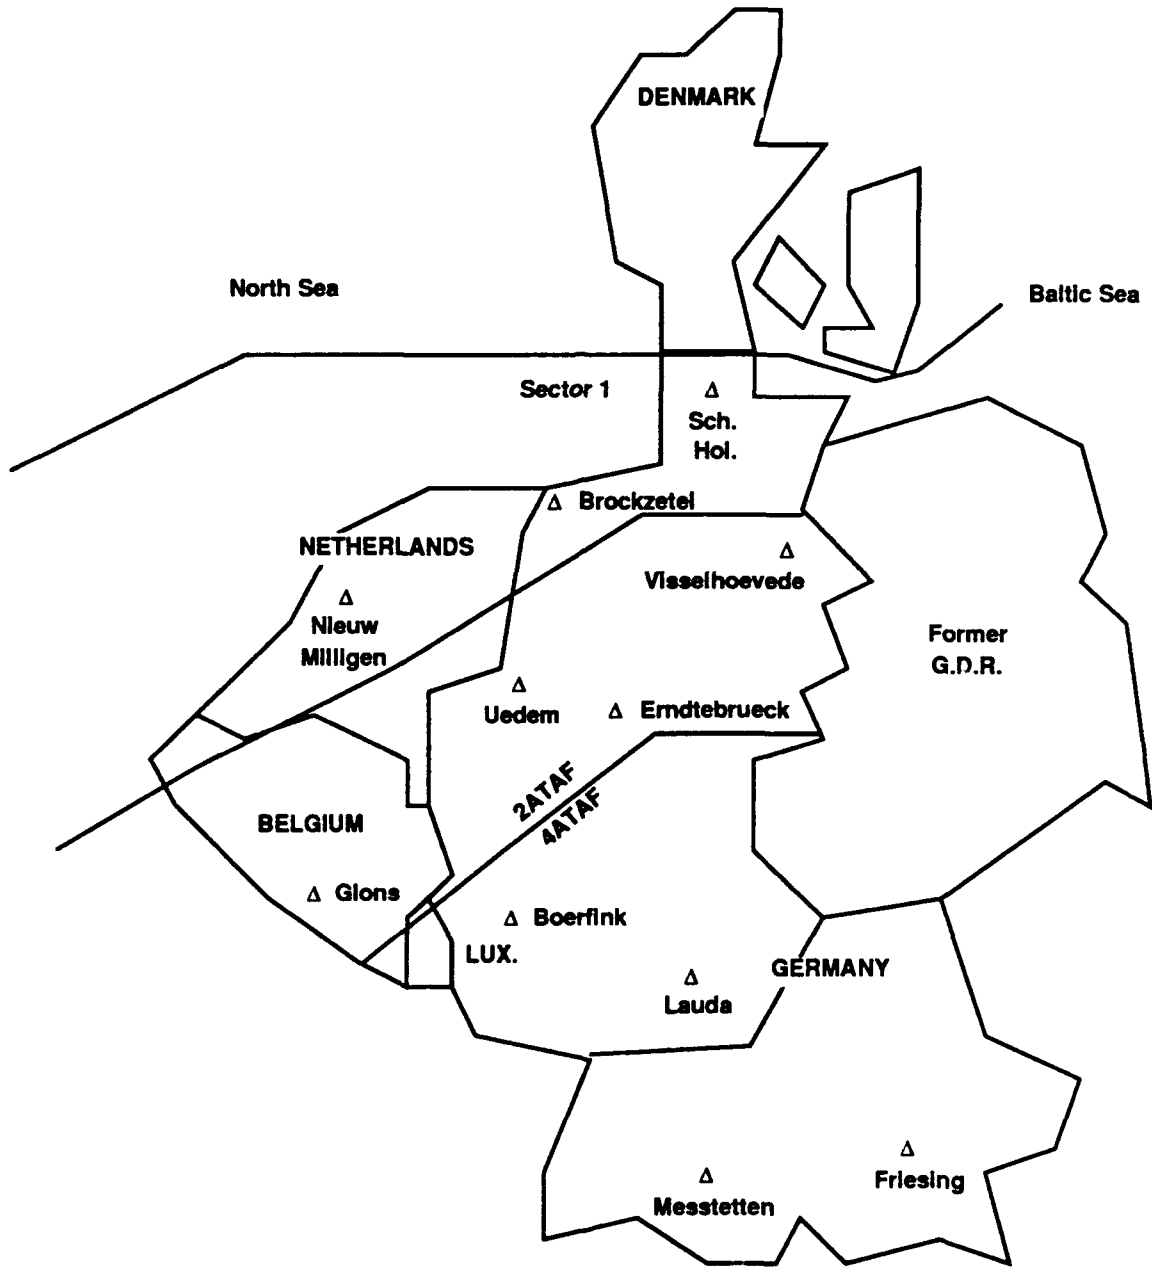 DENMARK
North Sea
Baltic Sea
Sector 1
Sch.
Hol.
Brockzetel
NETHERLANDS
Visselhoevede
Nieuw
Milligen
Former
G.D.R.
Uedem
Erndtebrueck
2ATAF
4ATAF
BELGIUM
Glons
Boerfink
LUX.
GERMANY
Lauda
Friesing
Messtetten